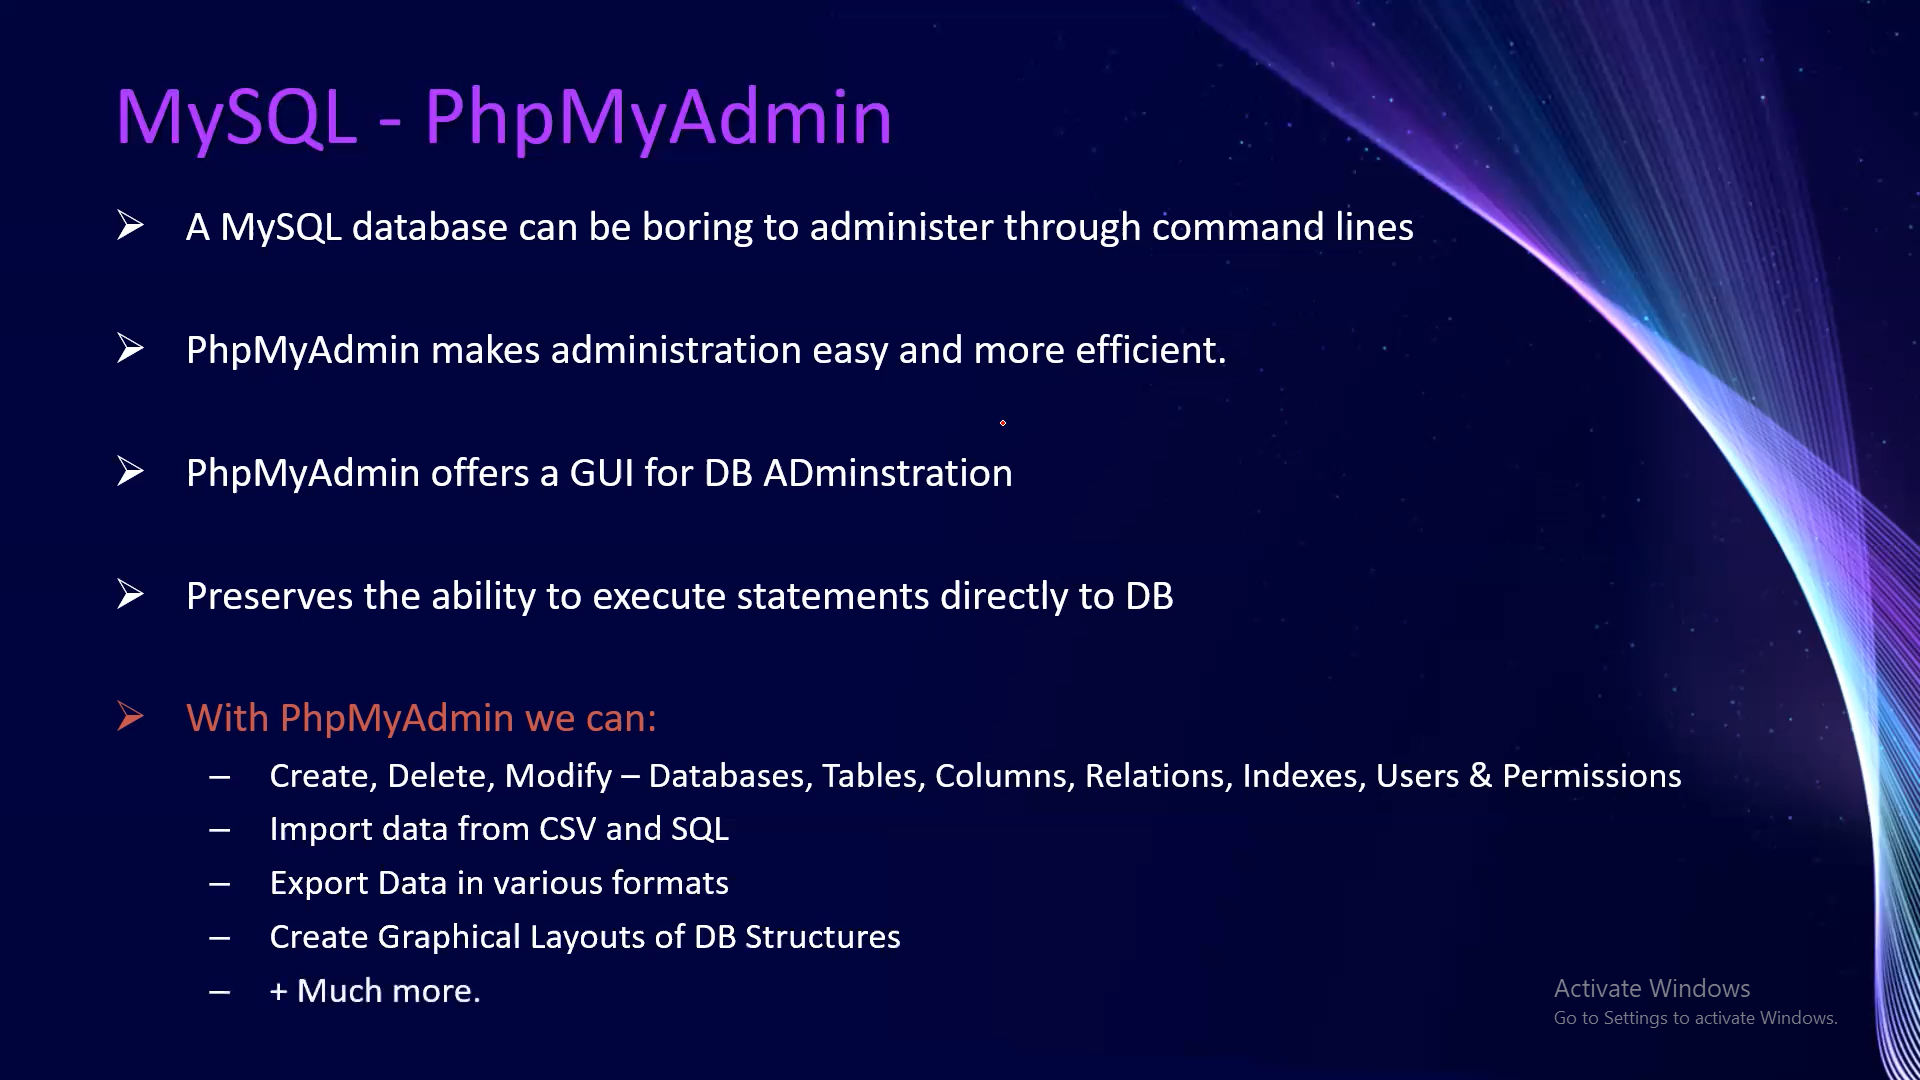 MySQL - PhpMyAdmin
➢ A MySQL database can be boring to administer through command lines
➢ PhpMyAdmin makes administration easy and more efficient.
➢ PhpMyAdmin offers a GUI for DB ADminstration
➢ Preserves the ability to execute statements directly to DB
➢ With PhpMyAdmin we can:
– Create, Delete, Modify – Databases, Tables, Columns, Relations, Indexes, Users & Permissions
– Import data from CSV and SQL
– Export Data in various formats
– Create Graphical Layouts of DB Structures
– + Much more.
Activate Windows
Go to Settings to activate Windows.